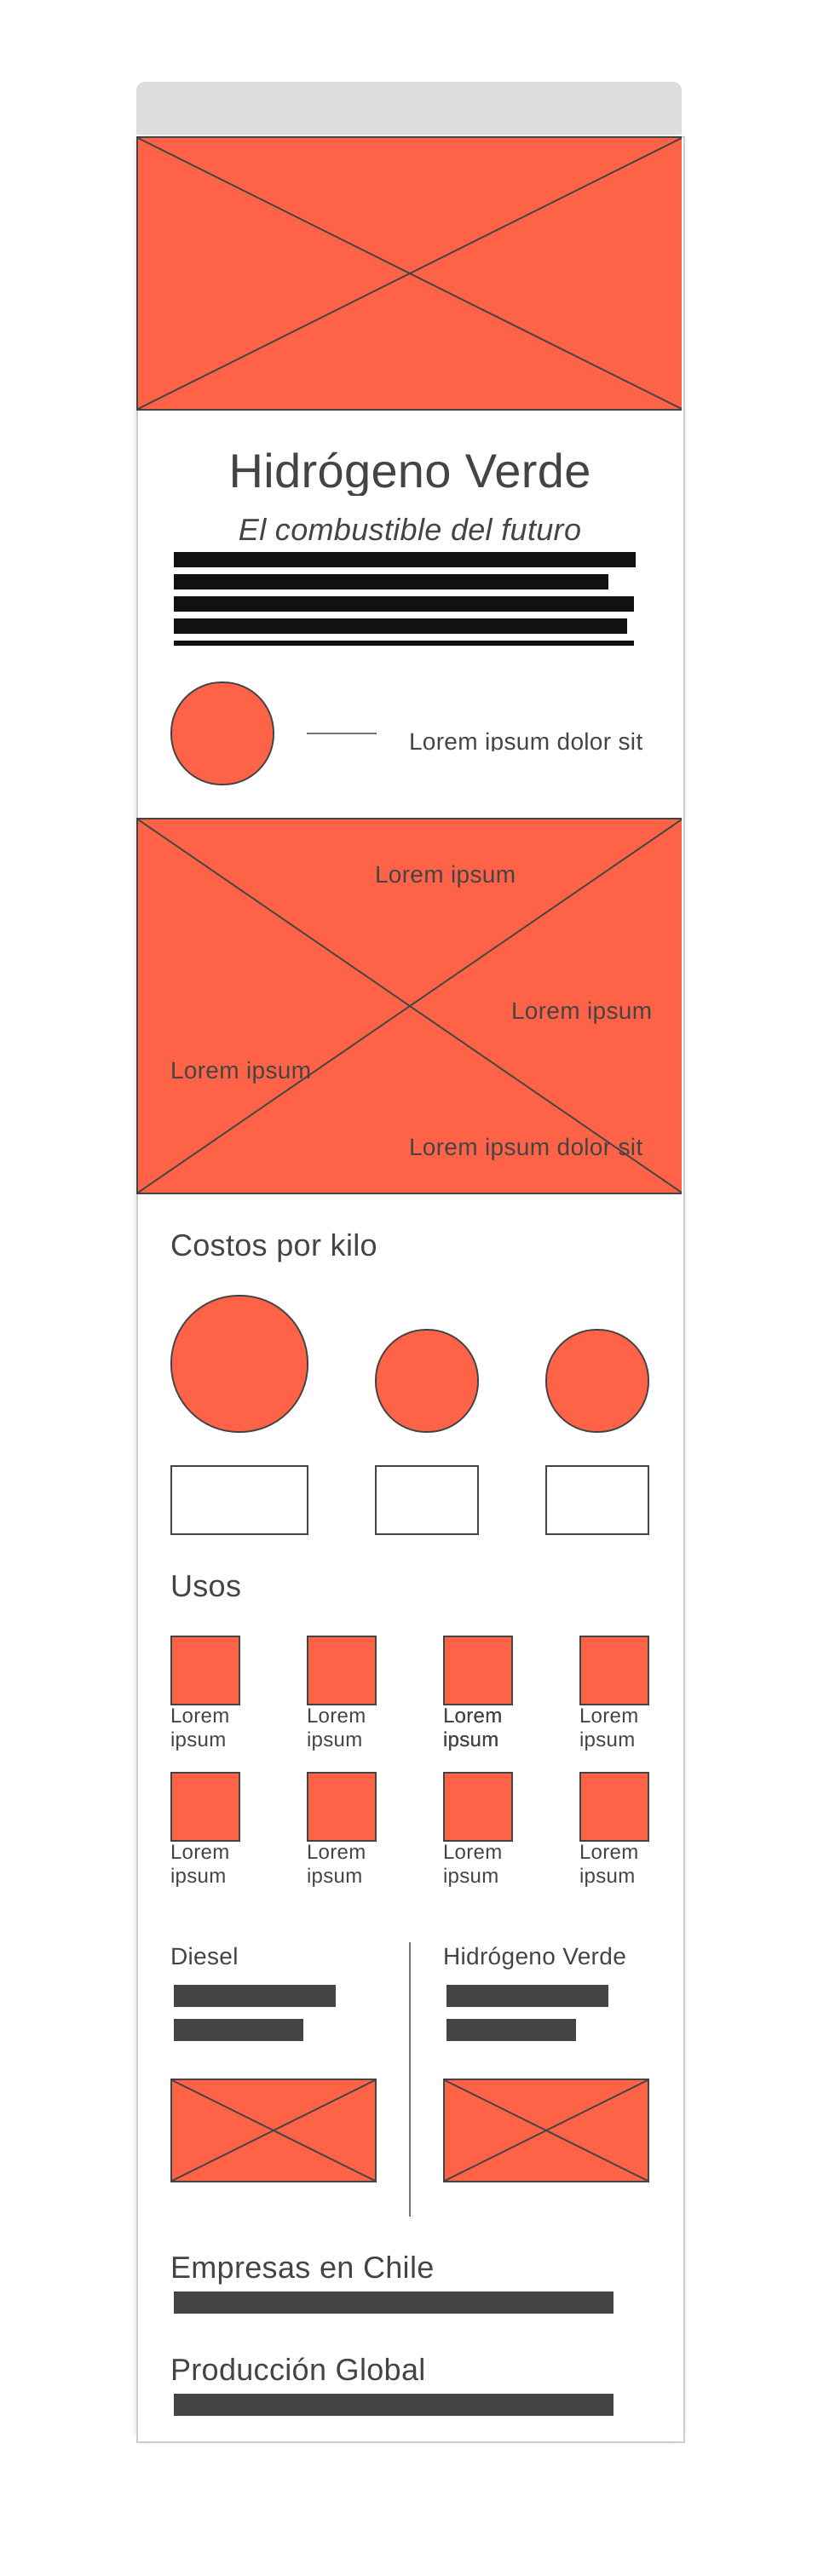 Hidrógeno Verde
El combustible del futuro
Lorem ipsum dolor sit
Lorem ipsum
Lorem ipsum
Lorem ipsum
Lorem ipsum dolor sit
Costos por kilo
Usos
Lorem
ipsum
Lorem
ipsum
Lorem
ipsum
Lorem
ipsum
Lorem
ipsum
Lorem
ipsum
Lorem
ipsum
Lorem
ipsum
Diesel
Hidrógeno Verde
Empresas en Chile
Producción Global